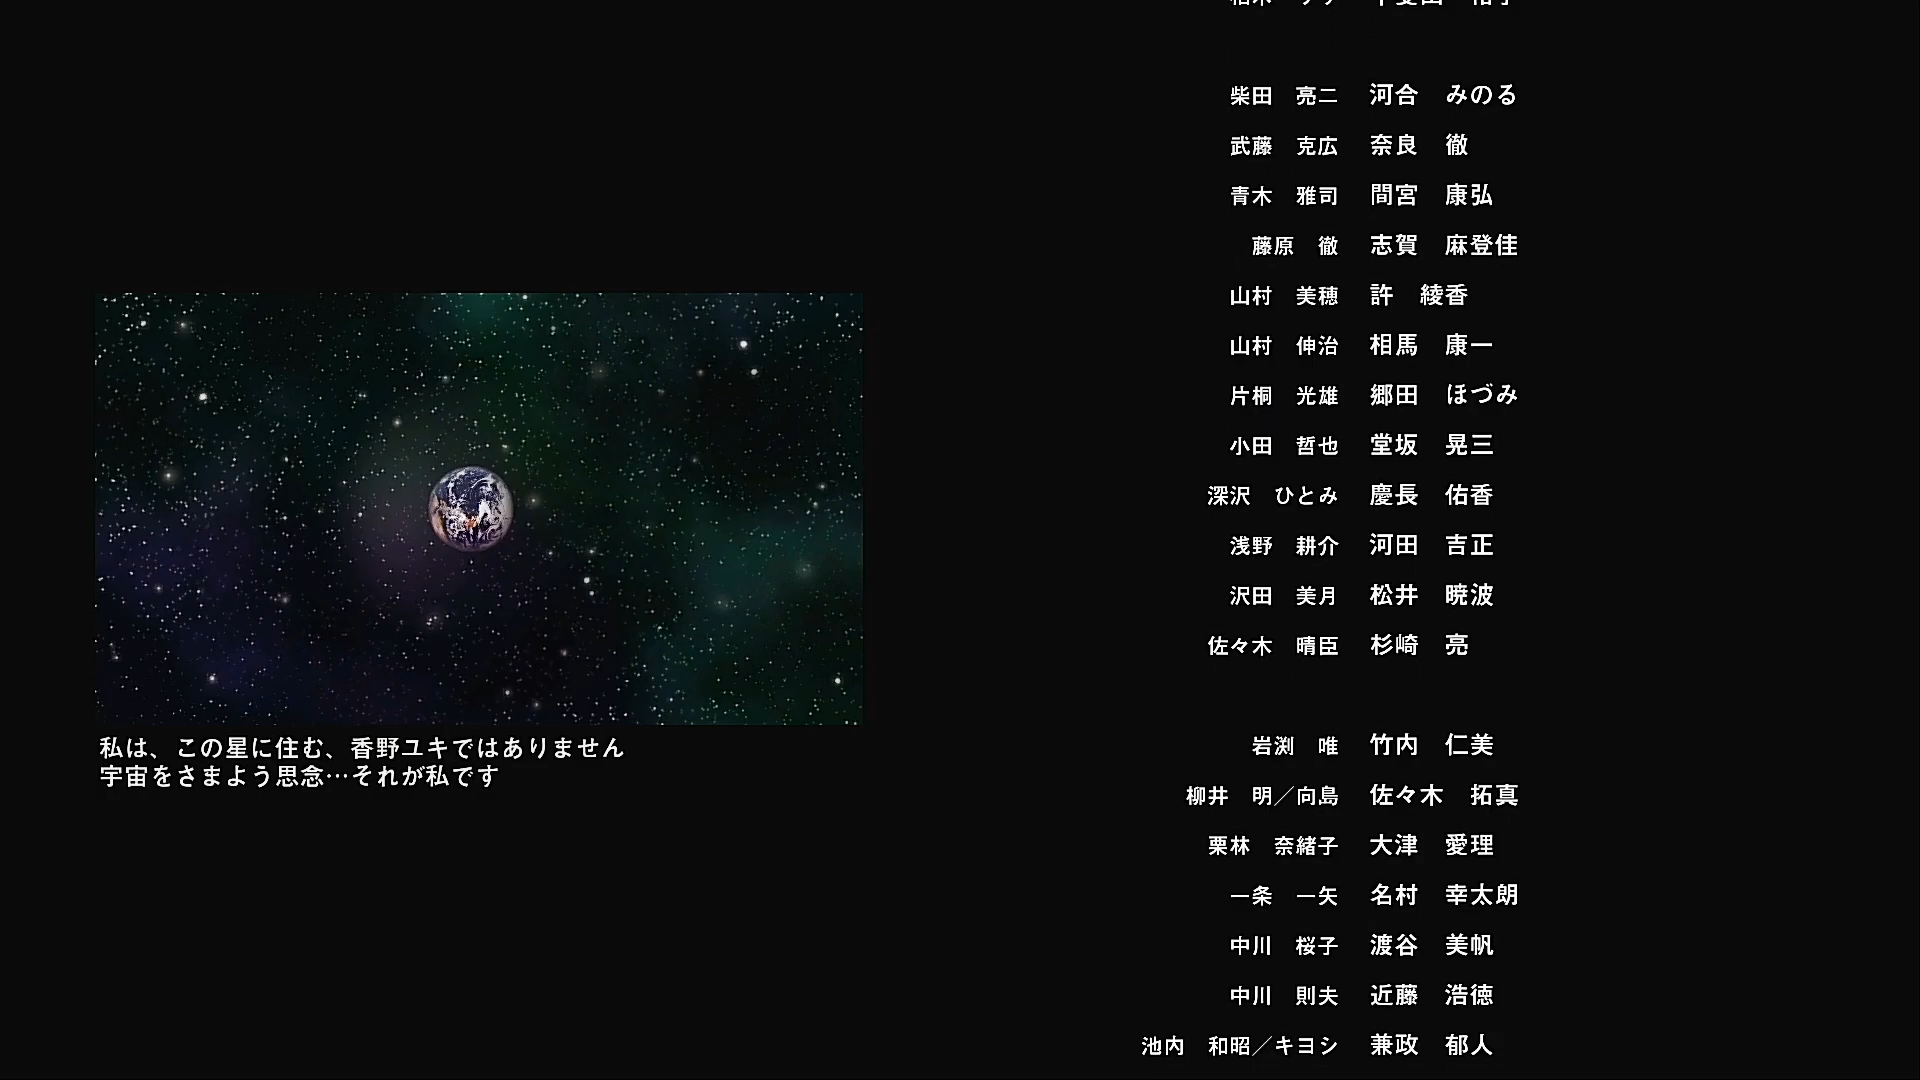 柴田　亮二　河合　みのる
武藤　克広　奈良　徹
青木　雅司　間宮　康弘
藤原　徹　志賀　麻登佳
山村　美穂　許　綾香
山村　伸治　相馬　康一
片桐　光雄　郷田　ほづみ
小田　哲也　堂坂　晃三
深沢　ひとみ　慶長　佑香
浅野　耕介　河田　吉正
沢田　美月　松井　暁波
佐々木　晴臣　杉崎　亮
私は、この星に住む、香野ユキではありません
宇宙をさまよう思念…それが私です
岩渕　唯　竹内　仁美
柳井　明／向島　佐々木　拓真
栗林　奈緒子　大津　愛理
一条　一矢　名村　幸太朗
中川　桜子　渡谷　美帆
中川　則夫　近藤　浩徳
池内　和昭／キヨシ　兼政　郁人